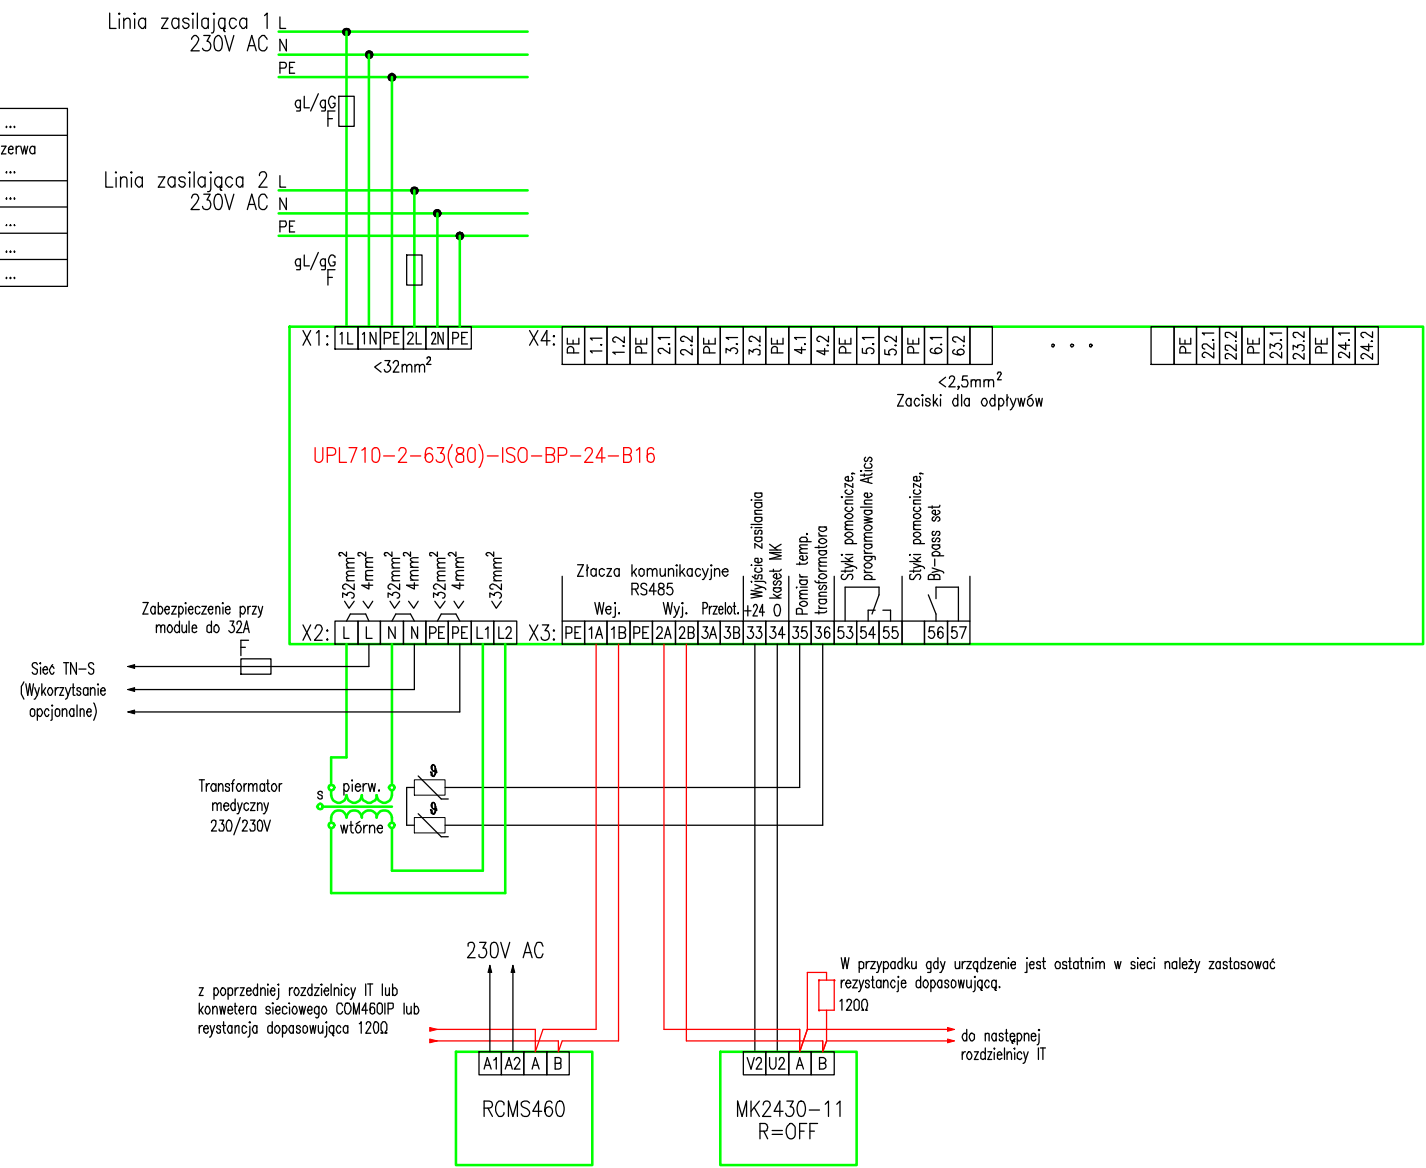 Linia zasilająca 1 L
230V AC N
PE
gL/gG
F
...
zerwa
...
...
...
...
...
Linia zasilająca 2 L
230V AC N
PE
gL/gG
F
X1: 1L 1N PE 2L 2N PE
<32mm²
X4: PE 1.1 1.2 PE 2.1 2.2 PE 3.1 3.2 PE 4.1 4.2 PE 5.1 5.2 PE 6.1 6.2 ... PE 22.1 22.2 PE 23.1 23.2 PE 24.1 24.2
<2,5mm²
Zaciski dla odpływów
UPL710-2-63(80)-ISO-BP-24-B16
<32mm²
< 4mm²
<32mm²
< 4mm²
<32mm²
< 4mm²
<32mm²
Złacza komunikacyjne
RS485
Wej. Wyj. Przelot.
Wyjście zasilanaia
kaset MK
+24 0
Pomiar temp.
transformatora
Styki pomocnicze,
programowalne Atics
Styki pomocnicze,
By-pass set
X2: L L N N PE PE L1 L2
X3: PE 1A 1B PE 2A 2B 3A 3B 33 34 35 36 53 54 55 56 57
Zabezpieczenie przy
module do 32A
F
Sieć TN-S
(Wykorzytsanie
opcjonalne)
Transformator
medyczny
230/230V
S
pierw.
wtórne
ϑ
ϑ
230V AC
z poprzedniej rozdzielnicy IT lub
konwetera sieciowego COM460IP lub
reystancja dopasowująca 120Ω
W przypadku gdy urządzenie jest ostatnim w sieci należy zastosować
rezystancje dopasowującą.
120Ω
do następnej
rozdzielnicy IT
A1 A2 A B
RCMS460
V2 U2 A B
MK2430-11
R=OFF